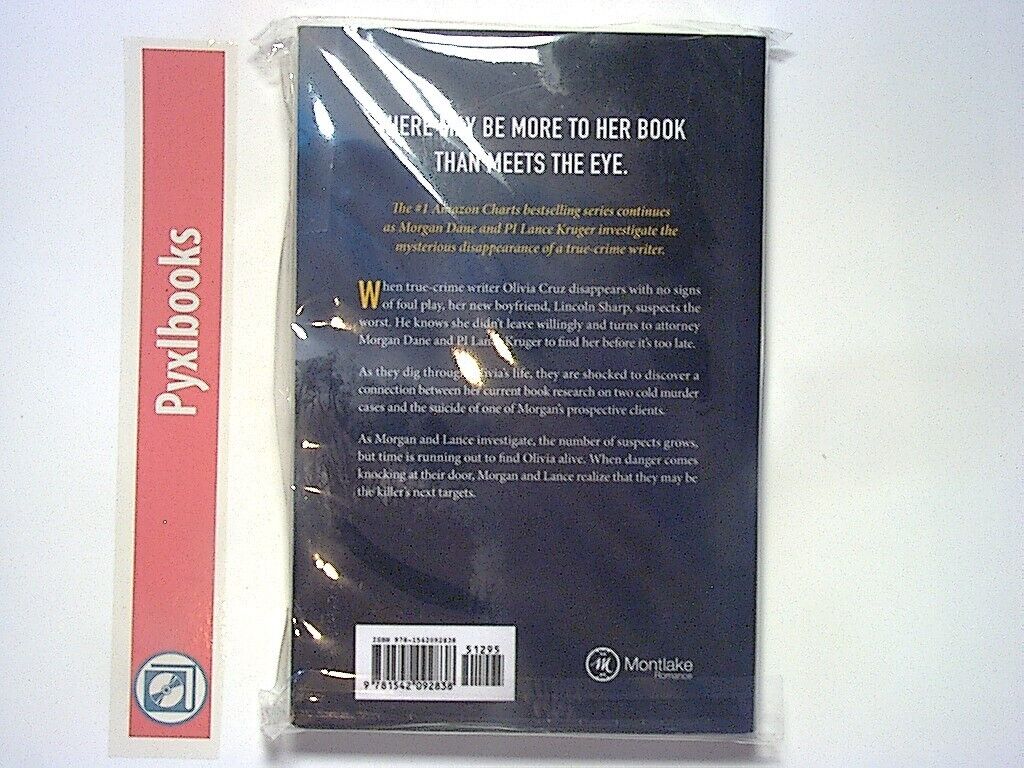 Pyxlbooks
HERE MAY BE MORE TO HER BOOK
THAN MEETS THE EYE.
The #1 Amazon Charts bestselling series continues
as Morgan Dane and PI Lance Kruger investigate the
mysterious disappearance of a true-crime writer.
When true-crime writer Olivia Cruz disappears with no signs
of foul play, her new boyfriend, Lincoln Sharp, suspects the
worst. He knows she didn't leave willingly and turns to attorney
Morgan Dane and PI Lance Kruger to find her before it's too late.
As they dig through Olivia's life, they are shocked to discover a
connection between her current book research on two cold murder
cases and the suicide of one of Morgan's prospective clients.
As Morgan and Lance investigate, the number of suspects grows,
but time is running out to find Olivia alive. When danger comes
knocking at their door, Morgan and Lance realize that they may be
the killer's next targets.
ISBN 978-1542092838
51295
9 781542 092838
M Montlake
Romance